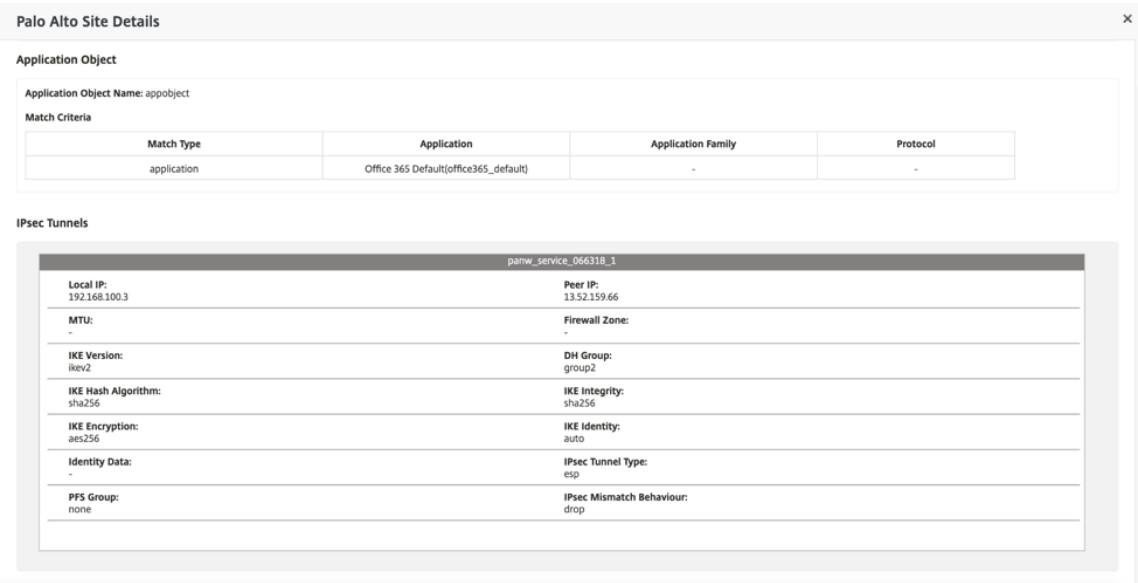 Palo Alto Site Details
×
Application Object
Application Object Name: appobject
Match Criteria
Match Type Application Application Family Protocol
application Office 365 Default(office365_default) - -
IPsec Tunnels
panw_service_066318_1
Local IP: Peer IP:
192.168.100.3 13.52.159.66
MTU: Firewall Zone:
- -
IKE Version: DH Group:
ikev2 group2
IKE Hash Algorithm: IKE Integrity:
sha256 sha256
IKE Encryption: IKE Identity:
aes256 auto
Identity Data: IPsec Tunnel Type:
- esp
PFS Group: IPsec Mismatch Behaviour:
none drop